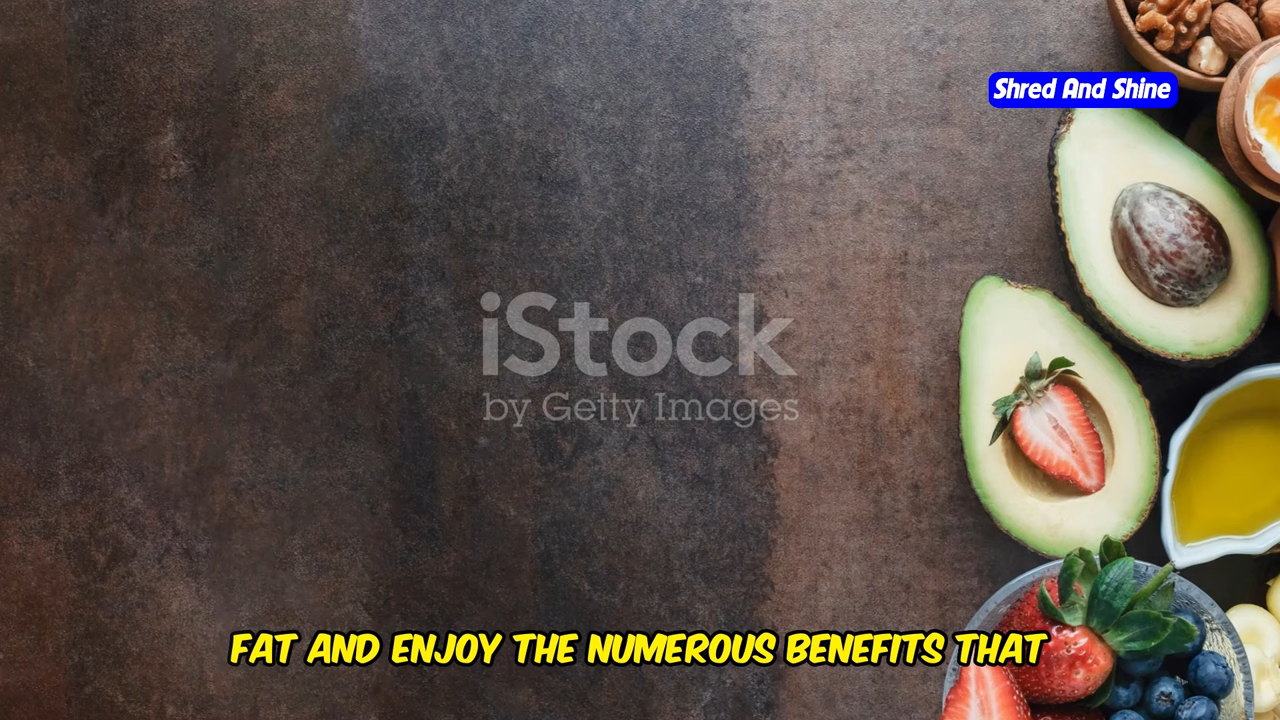 Shred And Shine
iStock
by Getty Images
FAT AND ENJOY THE NUMEROUS BENEFITS THAT